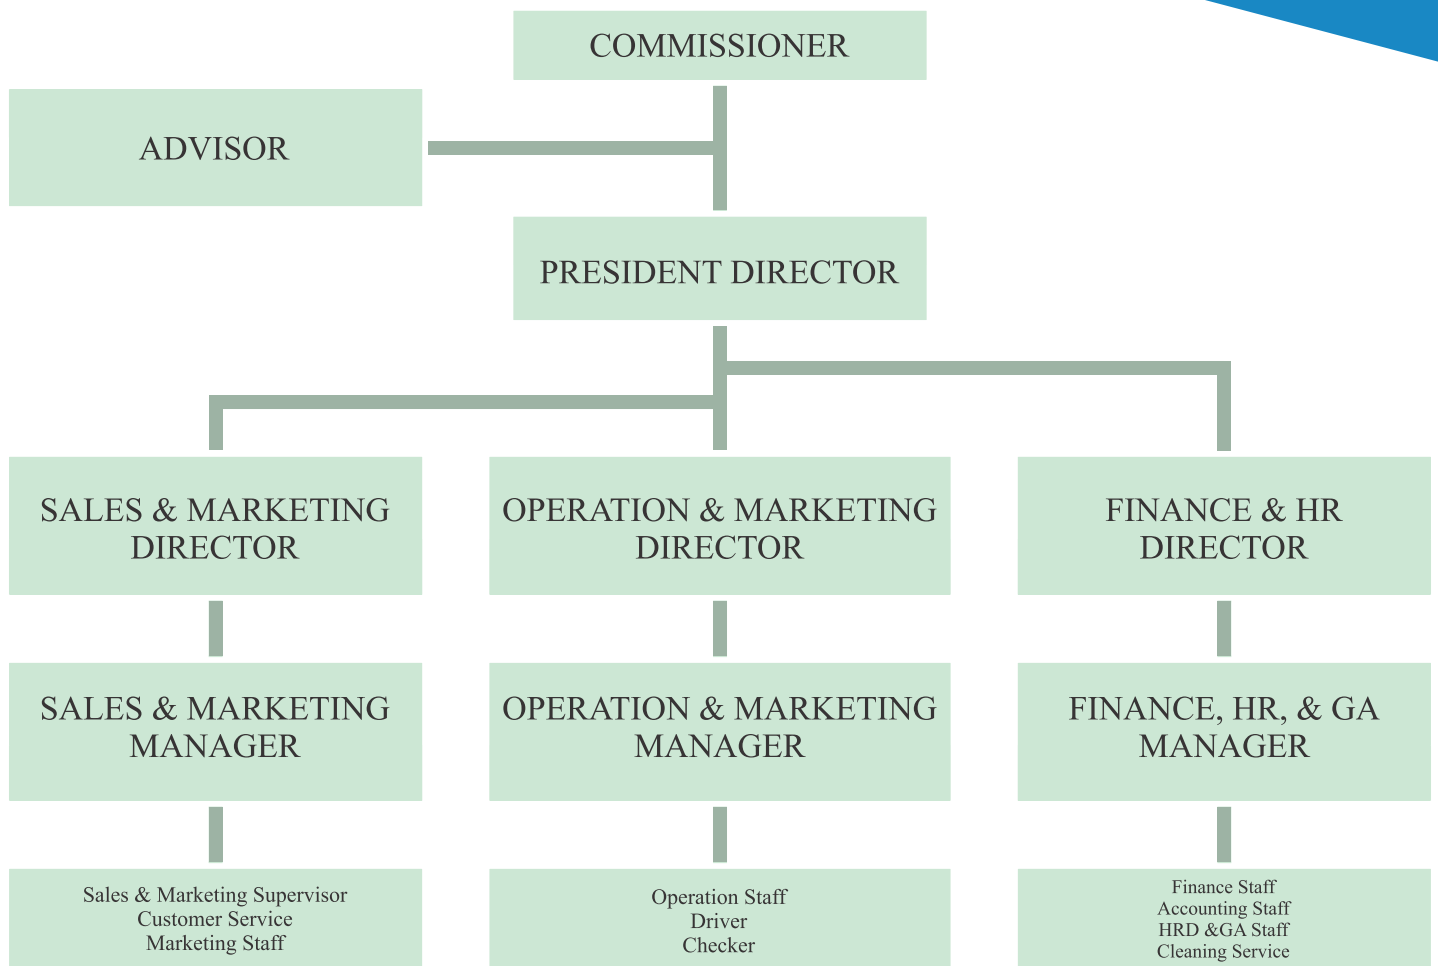 COMMISSIONER
ADVISOR
PRESIDENT DIRECTOR
SALES & MARKETING
DIRECTOR
OPERATION & MARKETING
DIRECTOR
FINANCE & HR
DIRECTOR
SALES & MARKETING
MANAGER
OPERATION & MARKETING
MANAGER
FINANCE, HR, & GA
MANAGER
Sales & Marketing Supervisor
Customer Service
Marketing Staff
Operation Staff
Driver
Checker
Finance Staff
Accounting Staff
HRD &GA Staff
Cleaning Service